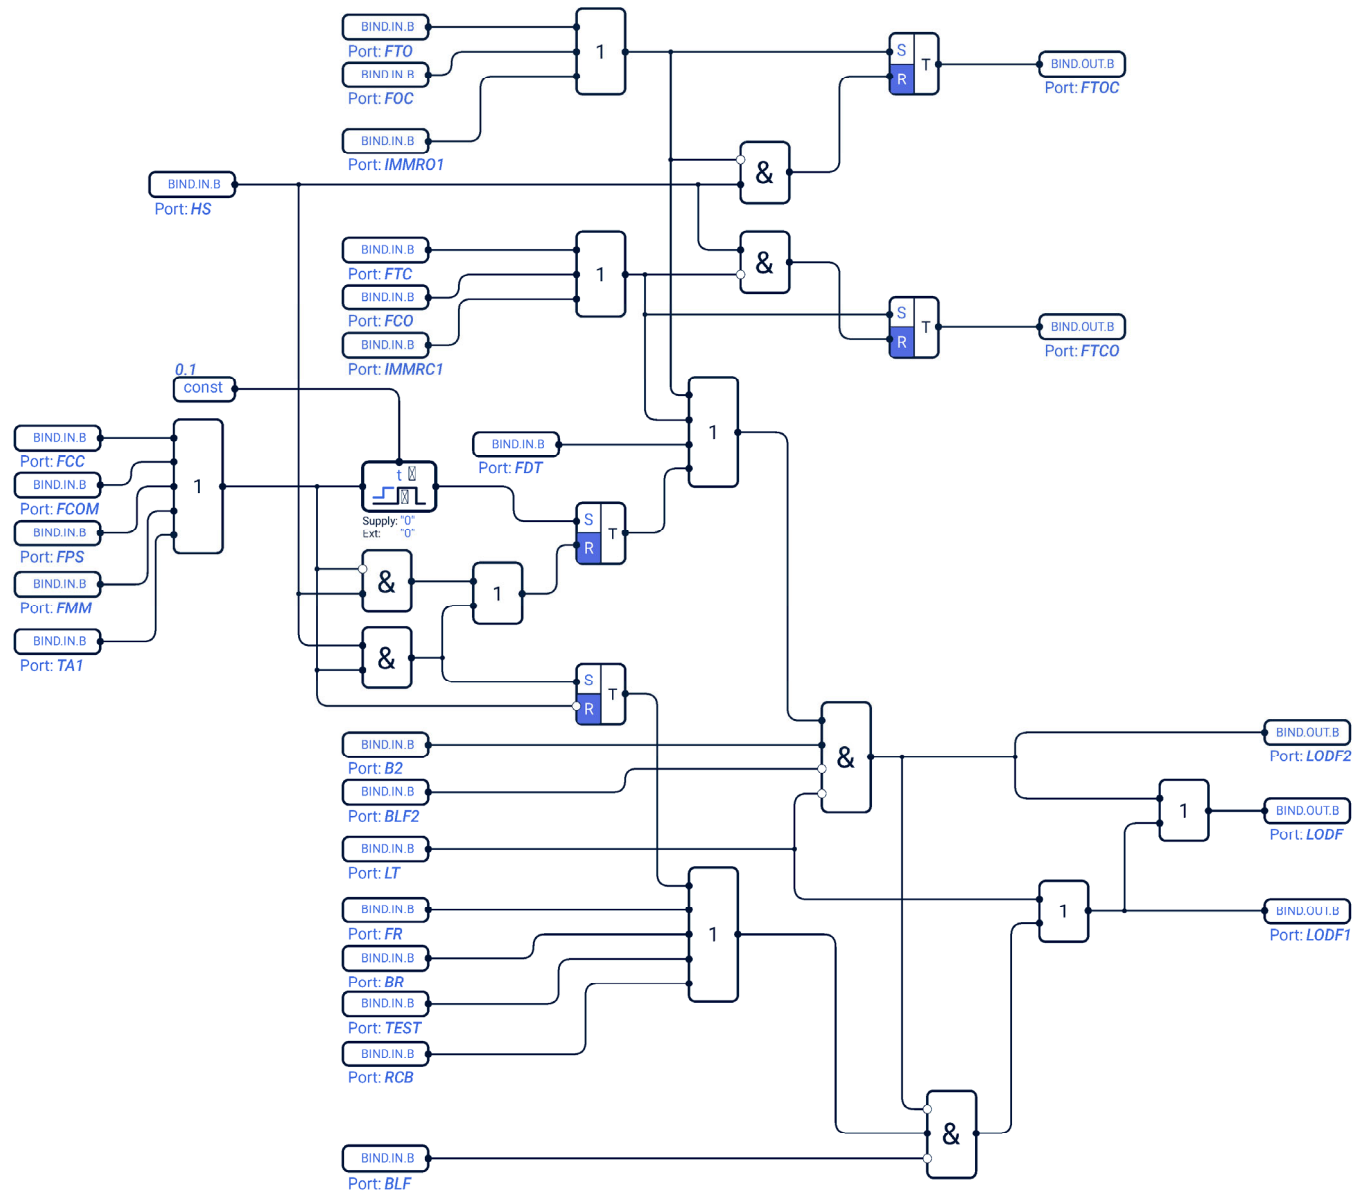 BIND.IN.B
Port: FTO
BIND.IN.B
Port: FOC
BIND.IN.B
Port: IMMRO1
1
S
R
T
BIND.OUT.B
Port: FTOC
&
BIND.IN.B
Port: HS
BIND.IN.B
Port: FTC
BIND.IN.B
Port: FCO
BIND.IN.B
Port: IMMRC1
1
&
S
R
T
BIND.OUT.B
Port: FTCO
0.1
const
BIND.IN.B
Port: FCC
BIND.IN.B
Port: FCOM
BIND.IN.B
Port: FPS
BIND.IN.B
Port: FMM
BIND.IN.B
Port: TA1
1
t
Supply: "0"
Ext: "0"
BIND.IN.B
Port: FDT
1
S
R
T
&
1
&
S
R
T
BIND.IN.B
Port: B2
BIND.IN.B
Port: BLF2
BIND.IN.B
Port: LT
&
BIND.OUT.B
Port: LODF2
1
BIND.OUT.B
Port: LODF
BIND.IN.B
Port: FR
BIND.IN.B
Port: BR
BIND.IN.B
Port: TEST
BIND.IN.B
Port: RCB
1
1
BIND.OUT.B
Port: LODF1
&
BIND.IN.B
Port: BLF